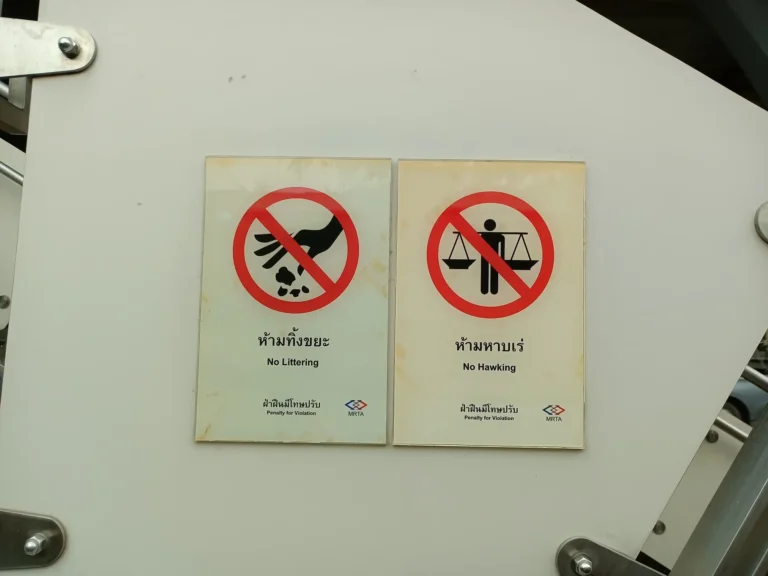 ห้ามทิ้งขยะ
No Littering
ฝ่าฝืนมีโทษปรับ
Penalty for Violation
MRTA
ห้ามหาบเร่
No Hawking
ฝ่าฝืนมีโทษปรับ
Penalty for Violation
MRTA